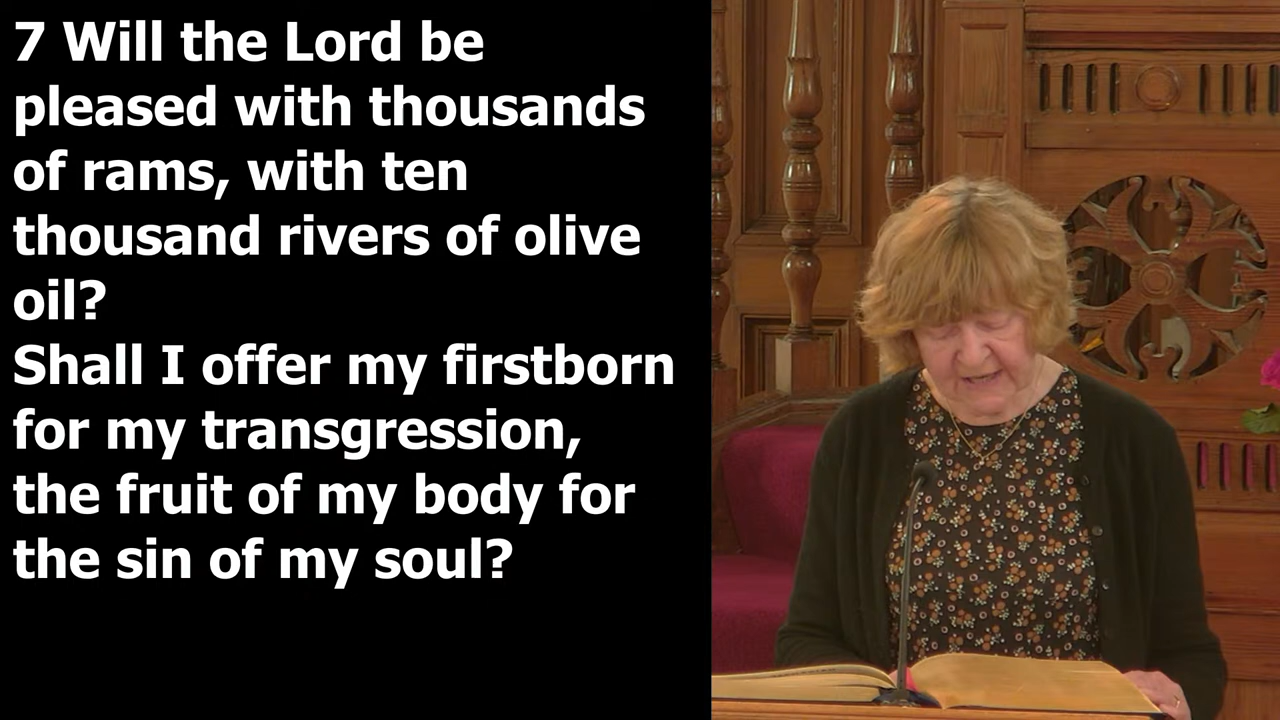 7 Will the Lord be
pleased with thousands
of rams, with ten
thousand rivers of olive
oil?
Shall I offer my firstborn
for my transgression,
the fruit of my body for
the sin of my soul?